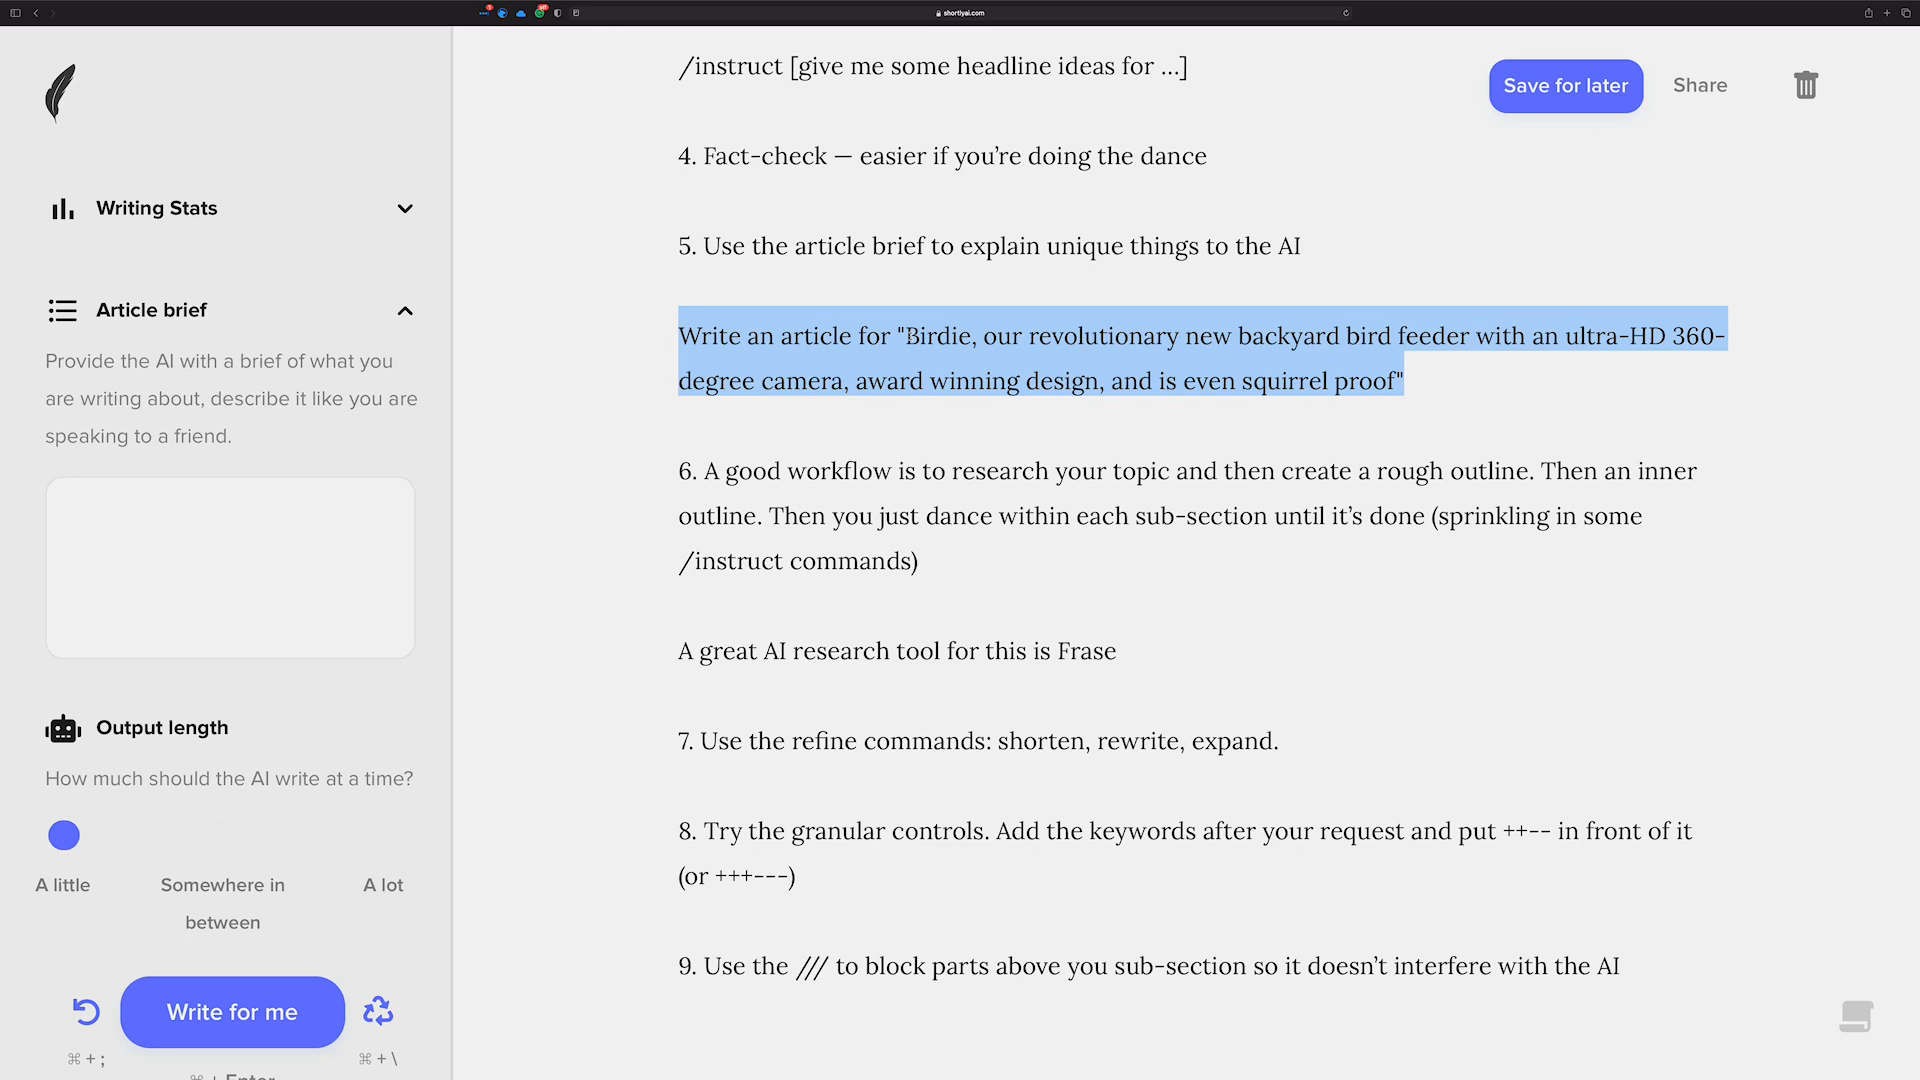 shortlyai.com
/instruct [give me some headline ideas for ...]
Save for later
Share
4. Fact-check — easier if you’re doing the dance
Writing Stats
5. Use the article brief to explain unique things to the AI
Article brief
Provide the AI with a brief of what you
are writing about, describe it like you are
speaking to a friend.
Write an article for "Birdie, our revolutionary new backyard bird feeder with an ultra-HD 360-
degree camera, award winning design, and is even squirrel proof"
6. A good workflow is to research your topic and then create a rough outline. Then an inner
outline. Then you just dance within each sub-section until it’s done (sprinkling in some
/instruct commands)
A great AI research tool for this is Frase
Output length
How much should the AI write at a time?
A little
Somewhere in
between
A lot
7. Use the refine commands: shorten, rewrite, expand.
8. Try the granular controls. Add the keywords after your request and put ++-- in front of it
(or +++---)
9. Use the /// to block parts above you sub-section so it doesn’t interfere with the AI
Write for me
⌘ + ;
⌘ + \
⌘ + Enter